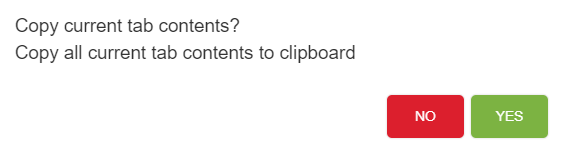 Copy current tab contents?
Copy all current tab contents to clipboard
NO YES